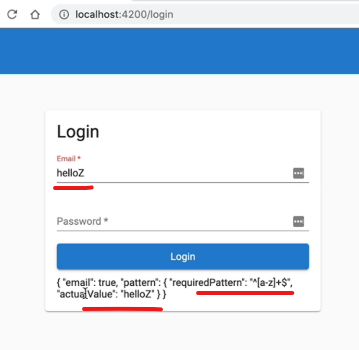 localhost:4200/login
Login
Email *
helloZ
Password *
Login
{ "email": true, "pattern": { "requiredPattern": "^[a-z]+$",
"actualValue": "helloZ" } }